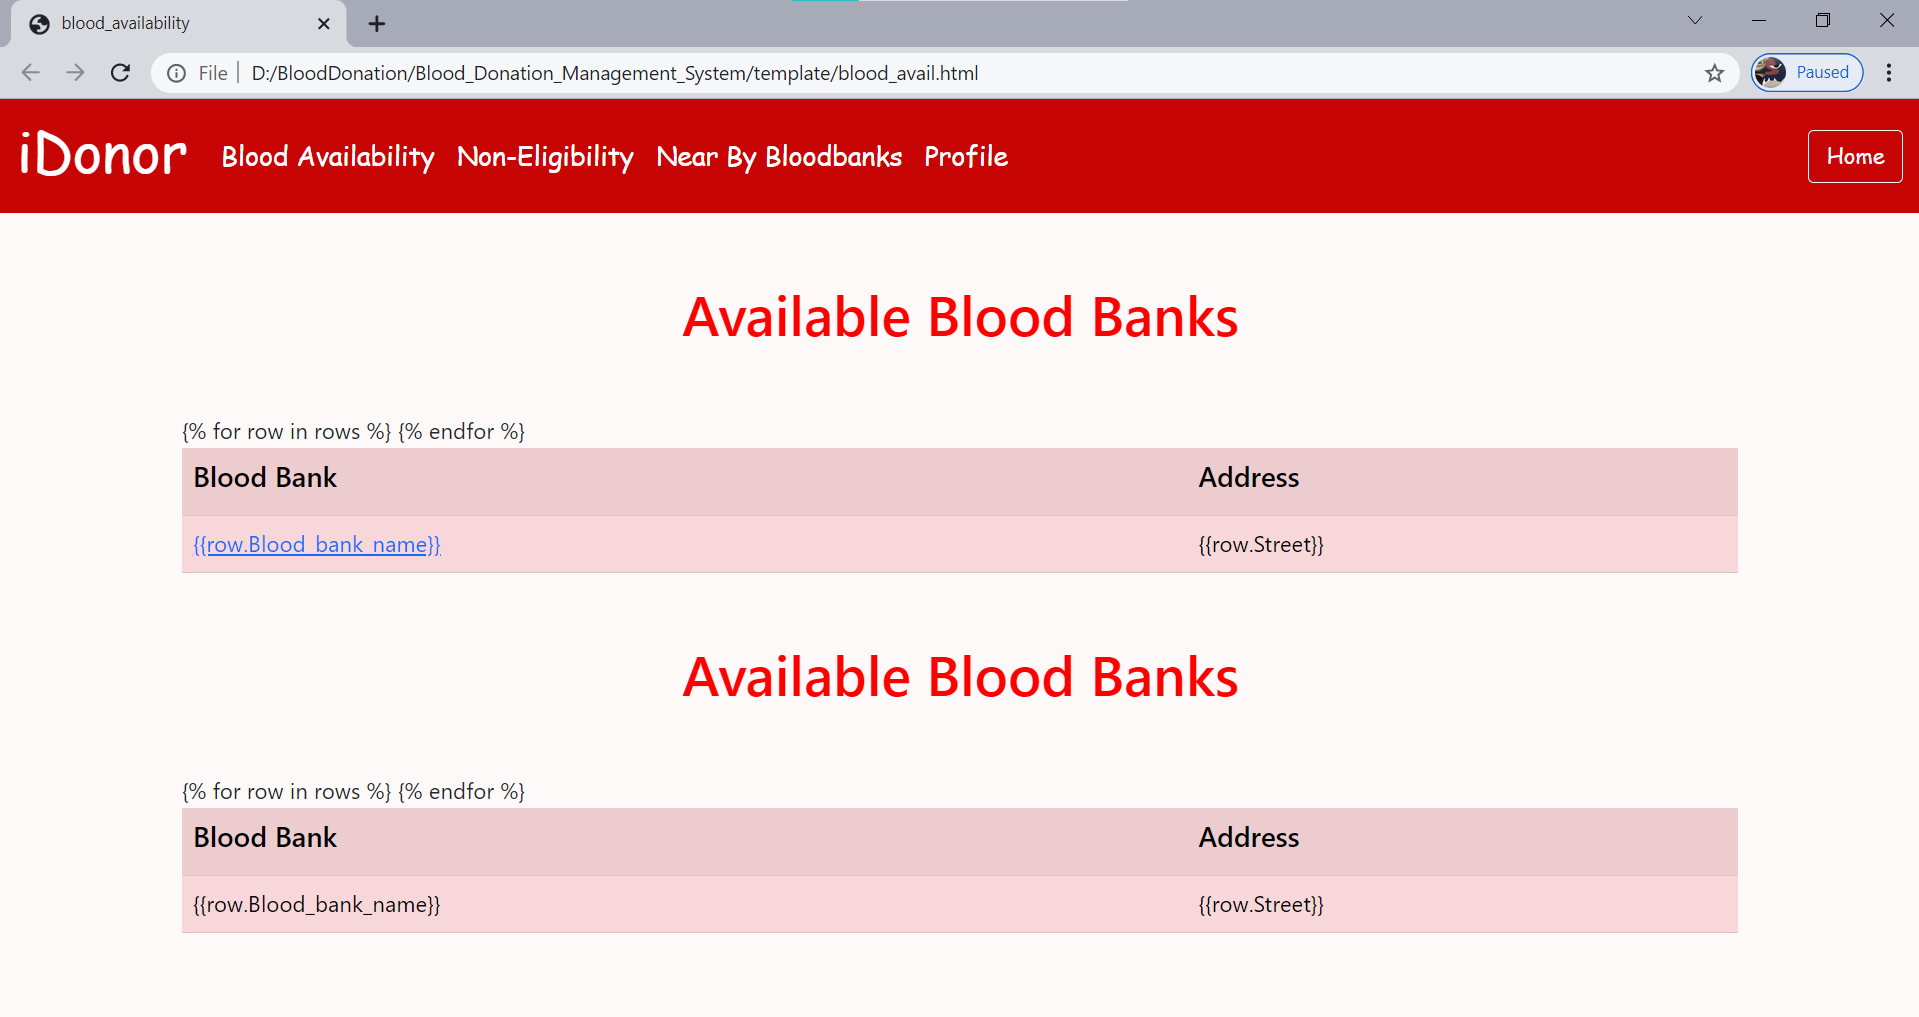 blood_availability
File D:/BloodDonation/Blood_Donation_Management_System/template/blood_avail.html Paused
iDonor Blood Availability Non-Eligibility Near By Bloodbanks Profile Home
Available Blood Banks
{% for row in rows %} {% endfor %}
Blood Bank Address
{{row.Blood_bank_name}} {{row.Street}}
Available Blood Banks
{% for row in rows %} {% endfor %}
Blood Bank Address
{{row.Blood_bank_name}} {{row.Street}}